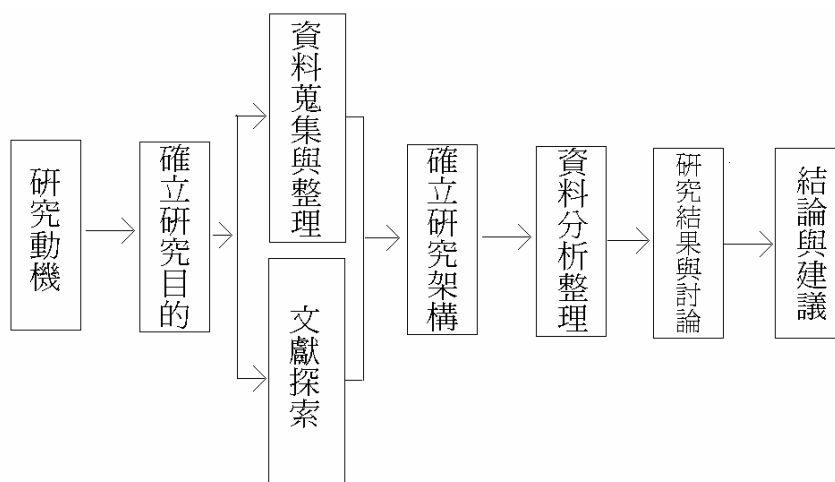 研究動機
確立研究目的
資料蒐集與整理
文獻探索
確立研究架構
資料分析整理
研究結果與討論
結論與建議